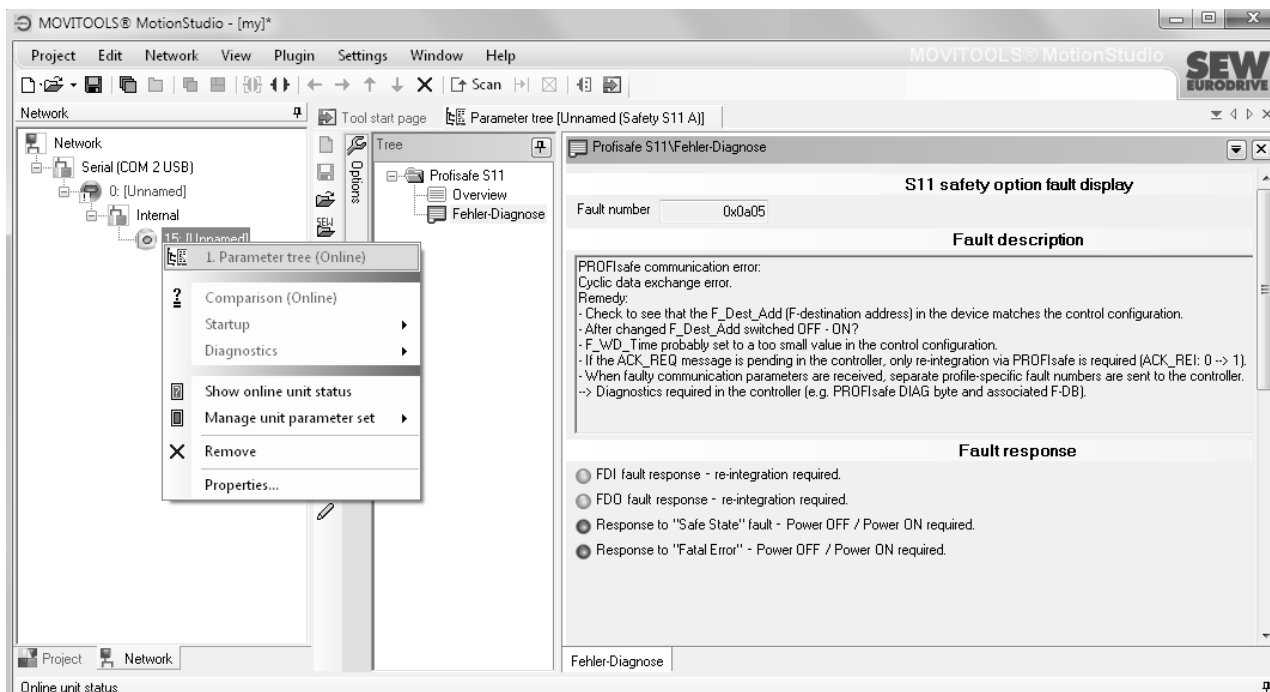 MOVITOOLS® MotionStudio - [my]*
Project Edit Network View Plugin Settings Window Help
MOVITOOLS® MotionStudio
SEW
EURODRIVE
Scan
Network
Tool start page
Parameter tree [Unnamed (Safety S11 A)]
Network
Serial (COM 2 USB)
0: [Unnamed]
Internal
15: [Unnamed]
1. Parameter tree (Online)
Comparison (Online)
Startup
Diagnostics
Show online unit status
Manage unit parameter set
Remove
Properties...
Options
SEW
Tree
Profisafe S11
Overview
Fehler-Diagnose
Profisafe S11\Fehler-Diagnose
S11 safety option fault display
Fault number 0x0a05
Fault description
PROFIsafe communication error:
Cyclic data exchange error.
Remedy:
- Check to see that the F_Dest_Add (F-destination address) in the device matches the control configuration.
- After changed F_Dest_Add switched OFF - ON?
- F_WD_Time probably set to a too small value in the control configuration.
- If the ACK_REQ message is pending in the controller, only re-integration via PROFIsafe is required (ACK_REI: 0 --> 1).
- When faulty communication parameters are received, separate profile-specific fault numbers are sent to the controller.
--> Diagnostics required in the controller (e.g. PROFIsafe DIAG byte and associated F-DB).
Fault response
FDI fault response - re-integration required.
FDO fault response - re-integration required.
Response to "Safe State" fault - Power OFF / Power ON required.
Response to "Fatal Error" - Power OFF / Power ON required.
Project Network
Fehler-Diagnose
Online unit status